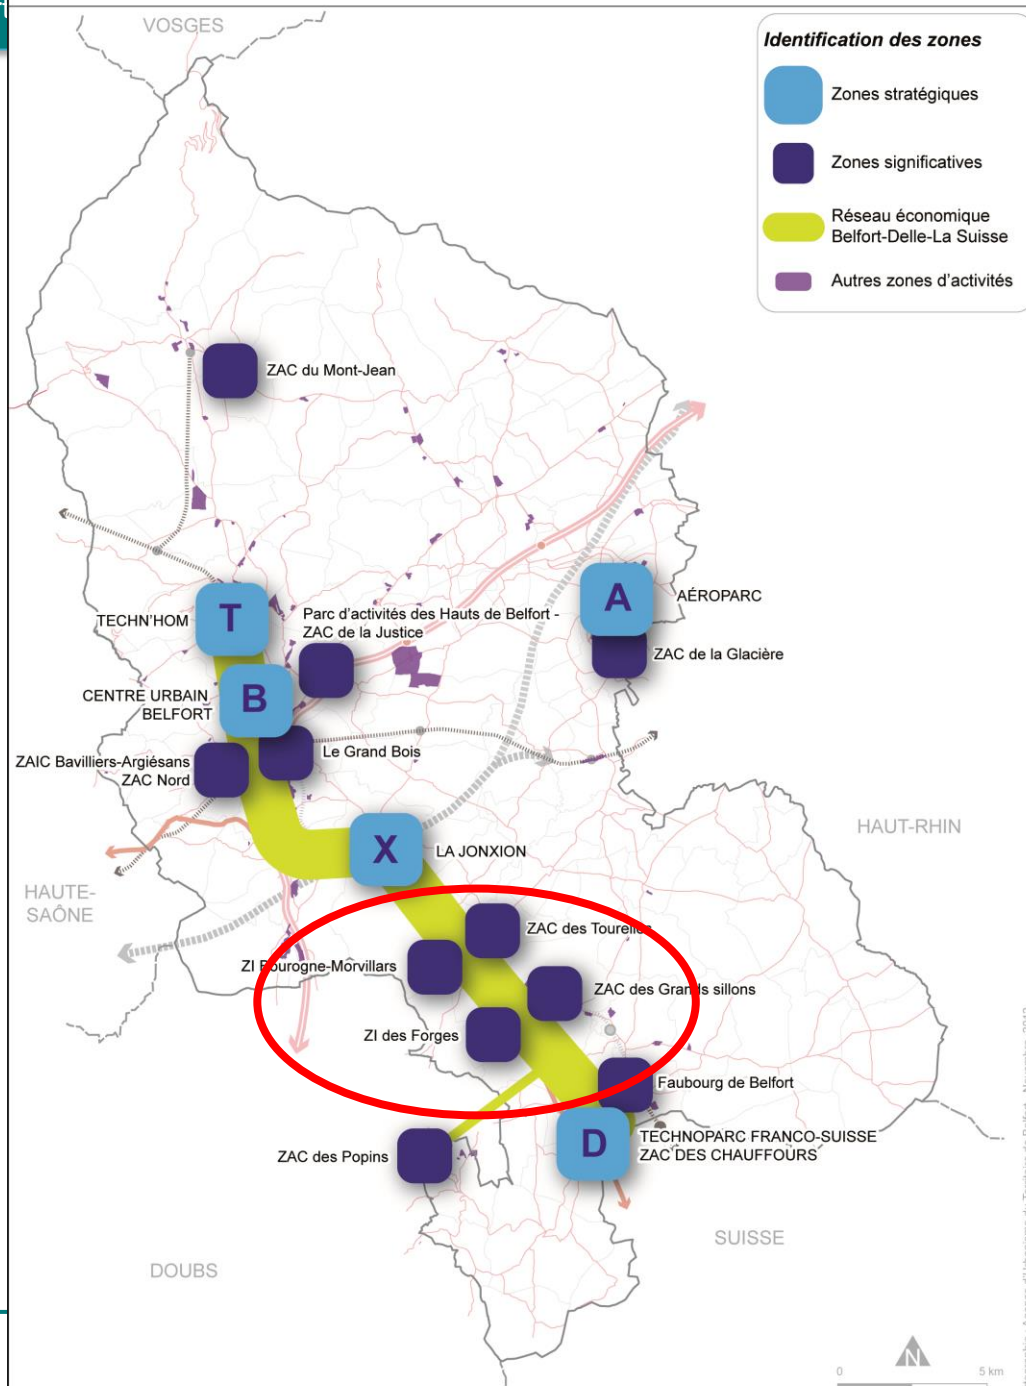 VOSGES
Identification des zones
Zones stratégiques
Zones significatives
Réseau économique
Belfort-Delle-La Suisse
Autres zones d'activités
ZAC du Mont-Jean
TECHN'HOM
T
Parc d'activités des Hauts de Belfort -
ZAC de la Justice
A
AÉROPARC
ZAC de la Glacière
CENTRE URBAIN
BELFORT
B
Le Grand Bois
ZAIC Bavilliers-Argiésans
ZAC Nord
X
LA JONXION
HAUT-RHIN
HAUTE-
SAÔNE
ZAC des Tourelles
ZI Bourogne-Morvillars
ZAC des Grands sillons
ZI des Forges
Faubourg de Belfort
D
TECHNOPARC FRANCO-SUISSE
ZAC DES CHAUFFOURS
ZAC des Popins
SUISSE
DOUBS
N
0
5 km